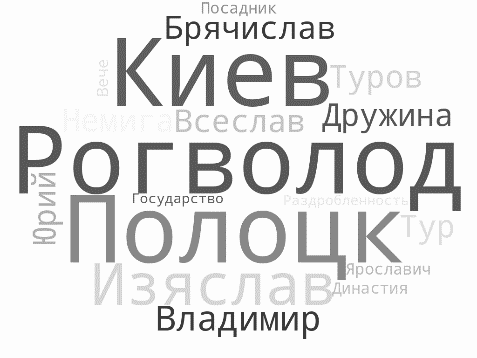 Посадник
Брячислав
Киев
Вече
Туров
Немига
Всеслав
Дружина
Рогволод
Юрий
Государство
Раздробленность
Полоцк
Тур
Изяслав
Ярославич
Династия
Владимир